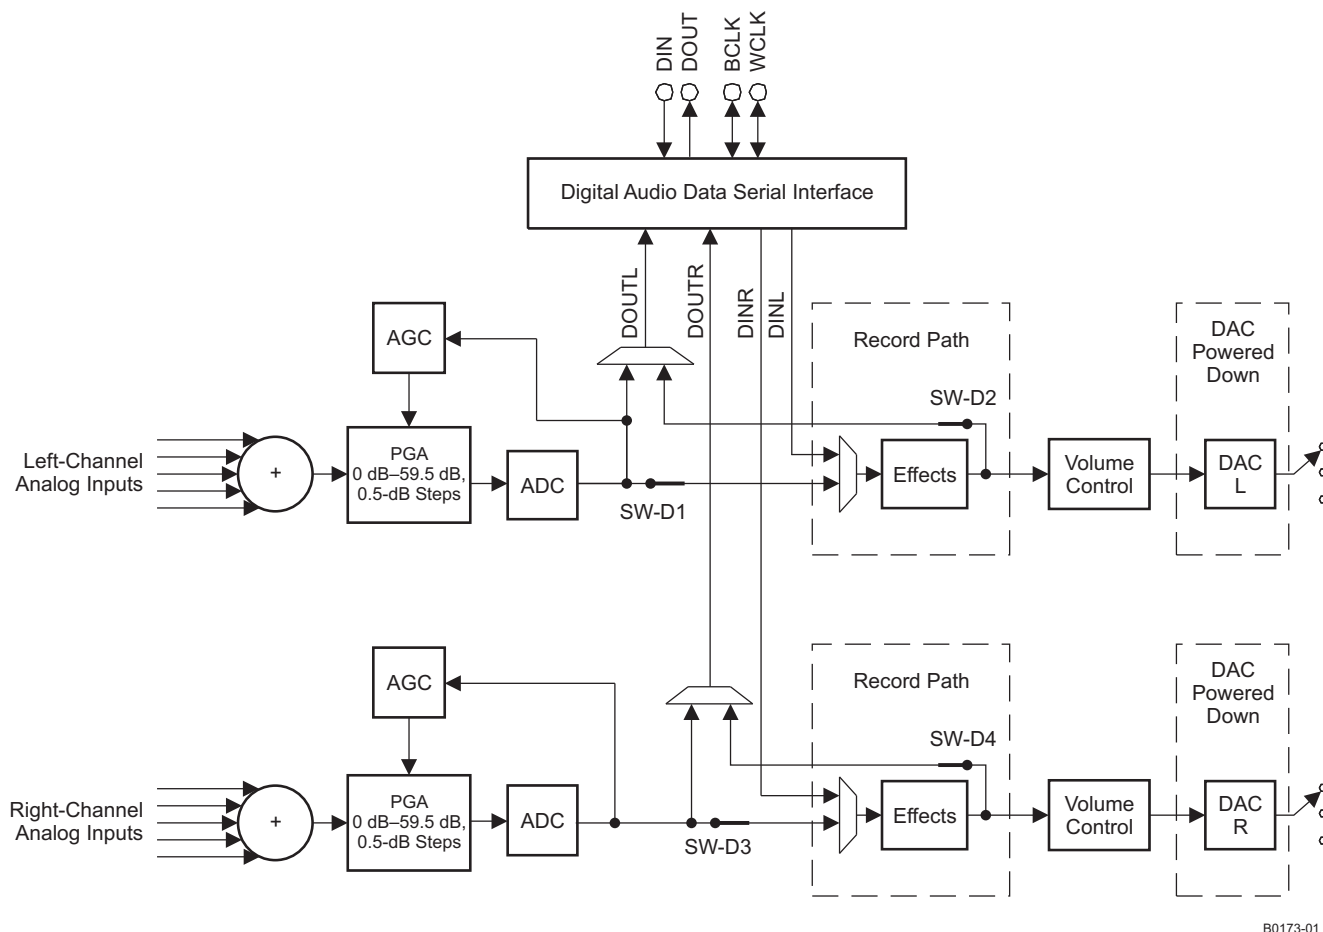 DIN
DOUT
BCLK
WCLK
Digital Audio Data Serial Interface
DOUTL
DOUTR
DINR
DINL
AGC
Record Path
DAC
Powered
Down
SW-D2
Left-Channel
Analog Inputs
+
PGA
0 dB–59.5 dB,
0.5-dB Steps
ADC
SW-D1
Effects
Volume
Control
DAC
L
AGC
Record Path
DAC
Powered
Down
SW-D4
Right-Channel
Analog Inputs
+
PGA
0 dB–59.5 dB,
0.5-dB Steps
ADC
SW-D3
Effects
Volume
Control
DAC
R
B0173-01